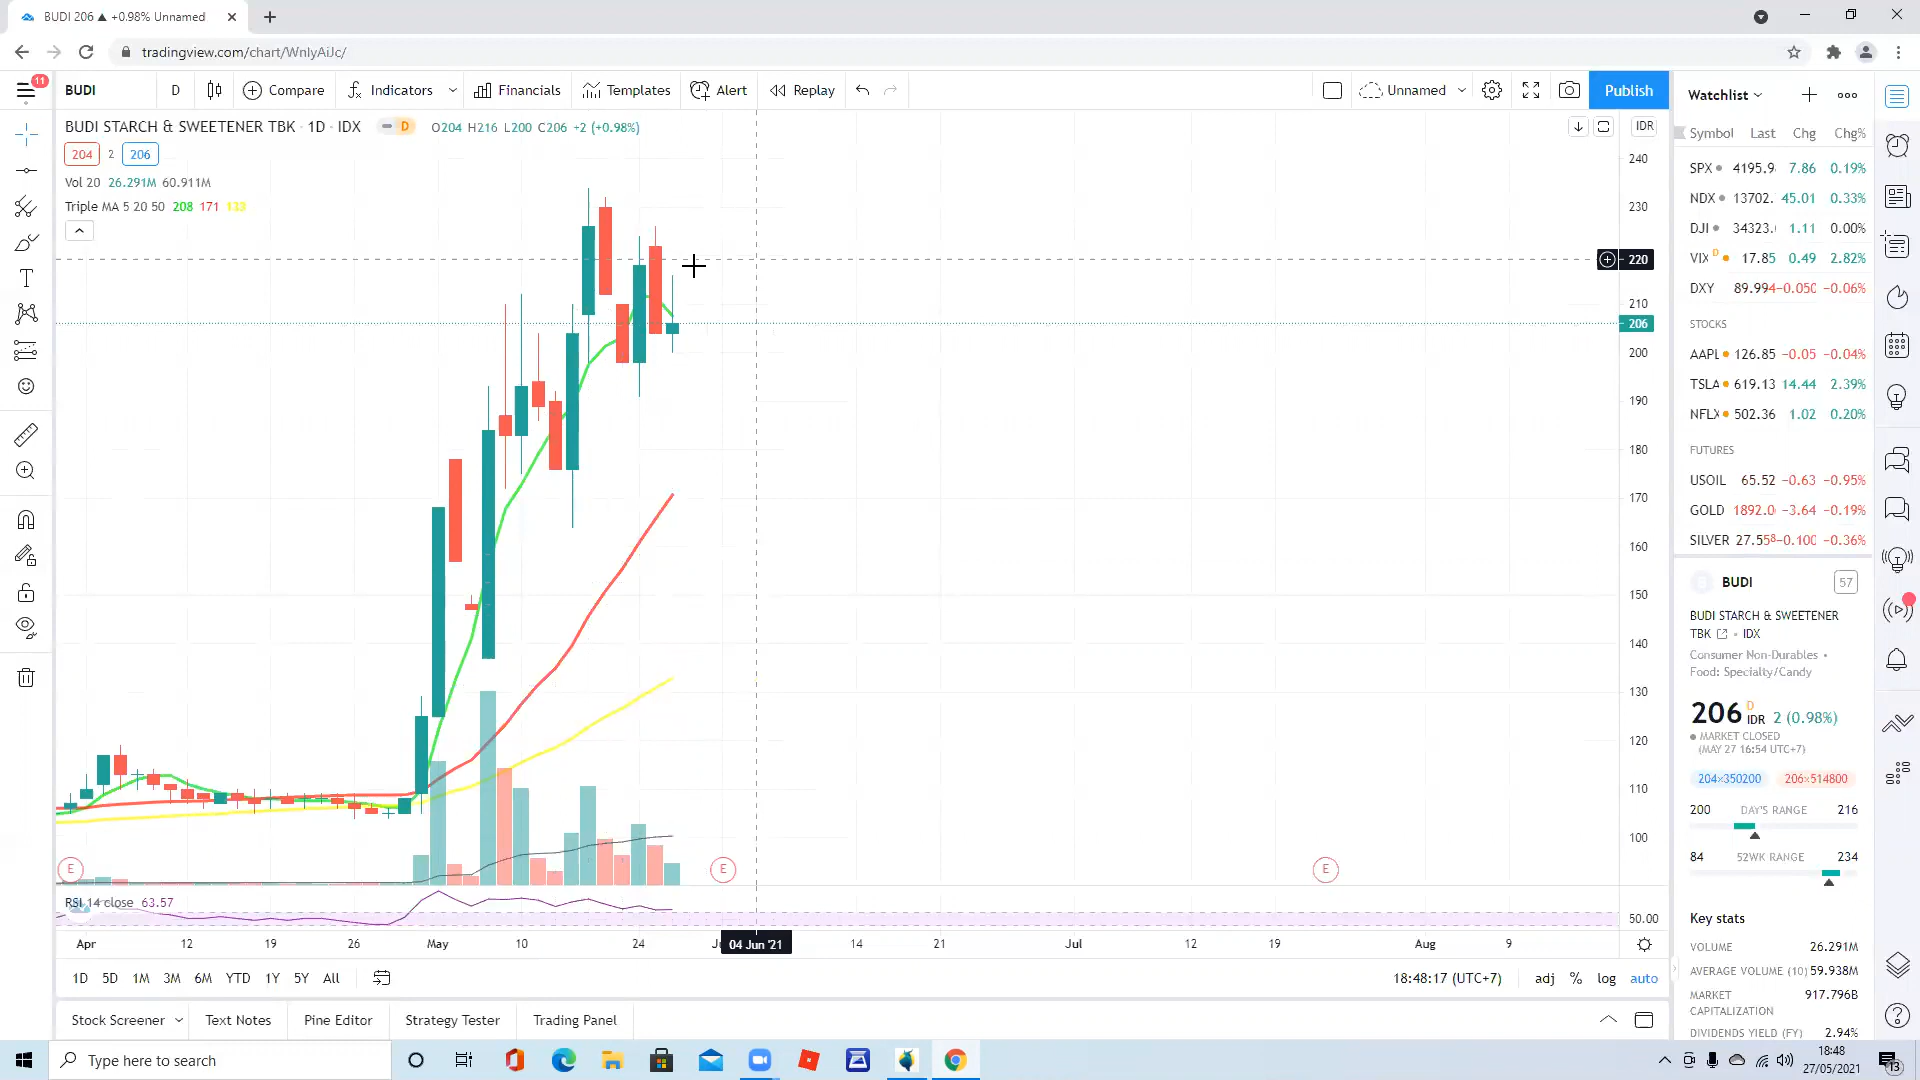 BUDI 206 ▲ +0.98% Unnamed
tradingview.com/chart/WnlyAiJc/
11
BUDI D Compare Indicators Financials Templates Alert Replay Unnamed Publish
BUDI STARCH & SWEETENER TBK · 1D · IDX D O204 H216 L200 C206 +2 (+0.98%)
204 2 206
Vol 20 26.291M 60.911M
Triple MA 5 20 50 208 171 133
IDR
240
230
220
210
206
200
190
180
170
160
150
140
130
120
110
100
E E E
RSI 14 close 63.57
50.00
Apr 12 19 26 May 10 24 04 Jun '21 14 21 Jul 12 19 Aug 9
1D 5D 1M 3M 6M YTD 1Y 5Y All
18:48:17 (UTC+7) adj % log auto
Stock Screener Text Notes Pine Editor Strategy Tester Trading Panel
Watchlist
Symbol Last Chg Chg%
SPX 4195.9 7.86 0.19%
NDX 13702. 45.01 0.33%
DJI 34323. 1.11 0.00%
VIX D 17.85 0.49 2.82%
DXY 89.994 −0.050 −0.06%
STOCKS
AAPL 126.85 −0.05 −0.04%
TSLA 619.13 14.44 2.39%
NFLX 502.36 1.02 0.20%
FUTURES
USOIL 65.52 −0.63 −0.95%
GOLD 1892.0 −3.64 −0.19%
SILVER 27.558 −0.100 −0.36%
B BUDI 57
BUDI STARCH & SWEETENER
TBK · IDX
Consumer Non-Durables •
Food: Specialty/Candy
206 D IDR 2 (0.98%)
MARKET CLOSED
(MAY 27 16:54 UTC+7)
204×350200 206×514800
200 DAY'S RANGE 216
84 52WK RANGE 234
Key stats
VOLUME 26.291M
AVERAGE VOLUME (10) 59.938M
MARKET 917.796B
CAPITALIZATION
DIVIDENDS YIELD (FY) 2.94%
Type here to search
18:48
27/05/2021
13